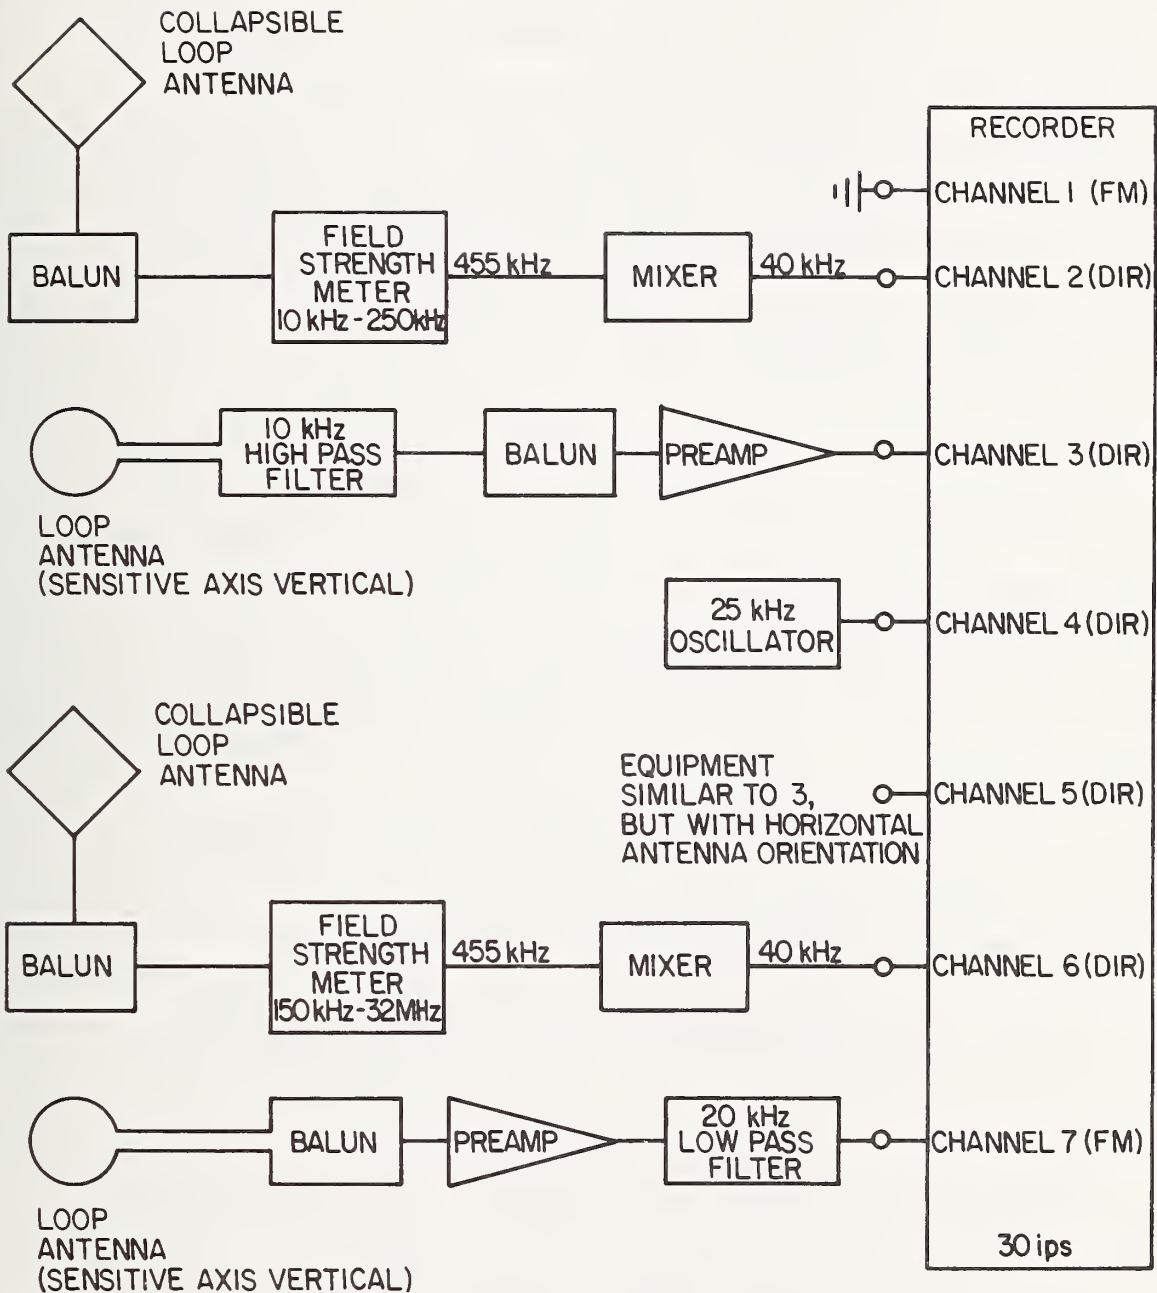 COLLAPSIBLE
LOOP
ANTENNA
RECORDER
CHANNEL 1 (FM)
BALUN
FIELD
STRENGTH
METER
10 kHz-250kHz
455 kHz
MIXER
40 kHz
CHANNEL 2 (DIR)
10 kHz
HIGH PASS
FILTER
BALUN
PREAMP
CHANNEL 3 (DIR)
LOOP
ANTENNA
(SENSITIVE AXIS VERTICAL)
25 kHz
OSCILLATOR
CHANNEL 4 (DIR)
COLLAPSIBLE
LOOP
ANTENNA
EQUIPMENT
SIMILAR TO 3,
BUT WITH HORIZONTAL
ANTENNA ORIENTATION
CHANNEL 5 (DIR)
BALUN
FIELD
STRENGTH
METER
150 kHz-32MHz
455 kHz
MIXER
40 kHz
CHANNEL 6 (DIR)
BALUN
PREAMP
20 kHz
LOW PASS
FILTER
CHANNEL 7 (FM)
LOOP
ANTENNA
(SENSITIVE AXIS VERTICAL)
30 ips